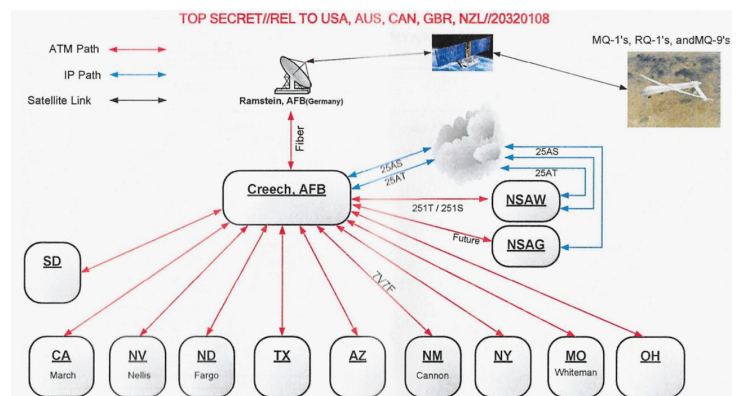 TOP SECRET//REL TO USA, AUS, CAN, GBR, NZL//20320108
ATM Path
IP Path
Satellite Link
MQ-1's, RQ-1's, andMQ-9's
Ramstein, AFB(Germany)
Fiber
25AS
25AT
25AS
25AT
Creech, AFB
251T / 251S
NSAW
Future
NSAG
SD
7V7F
CA
March
NV
Nellis
ND
Fargo
TX
AZ
NM
Cannon
NY
MO
Whiteman
OH